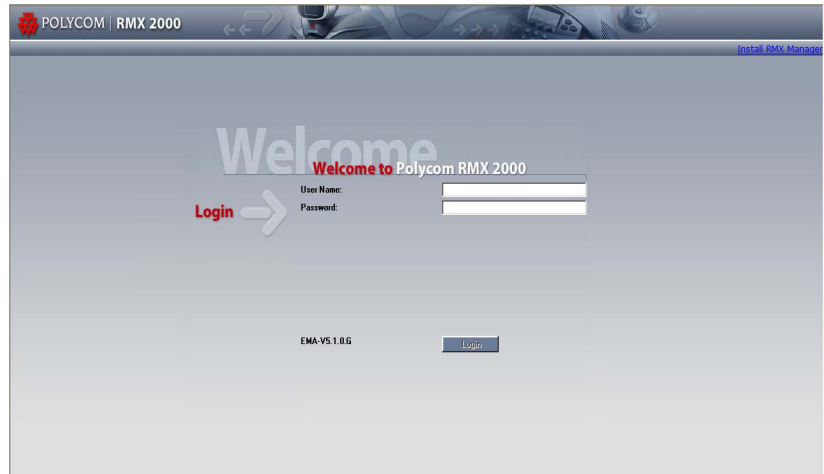 POLYCOM | RMX 2000
Install RMX Manager
Welcome
Welcome to Polycom RMX 2000
User Name:
Login
Password:
EMA-V5.1.0.G
Login